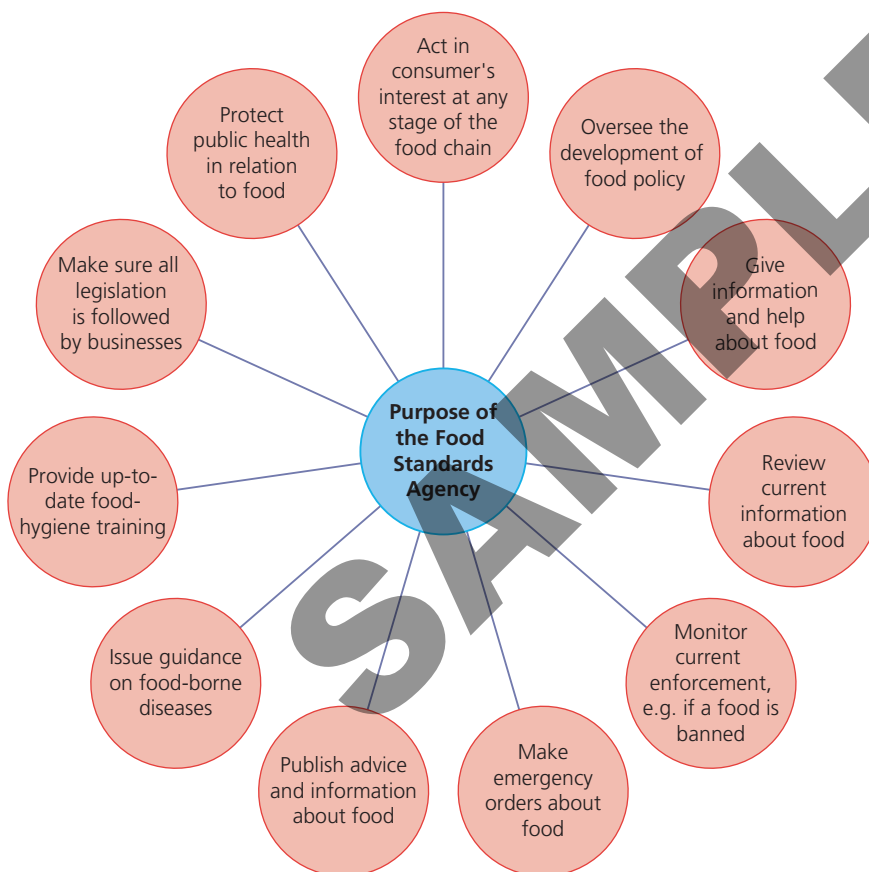 Act in
consumer's
interest at any
stage of the
food chain
Oversee the
development of
food policy
Give
information
and help about food
Review
current
information
about food
Monitor
current
enforcement,
e.g. if a food is
banned
Make
emergency
orders about
food
Publish advice
and information
about food
Issue guidance
on food-borne
diseases
Provide up-to-
date food-
hygiene training
Make sure all
legislation
is followed
by businesses
Protect
public health
in relation
to food
Purpose of
the Food
Standards
Agency
SAMPL